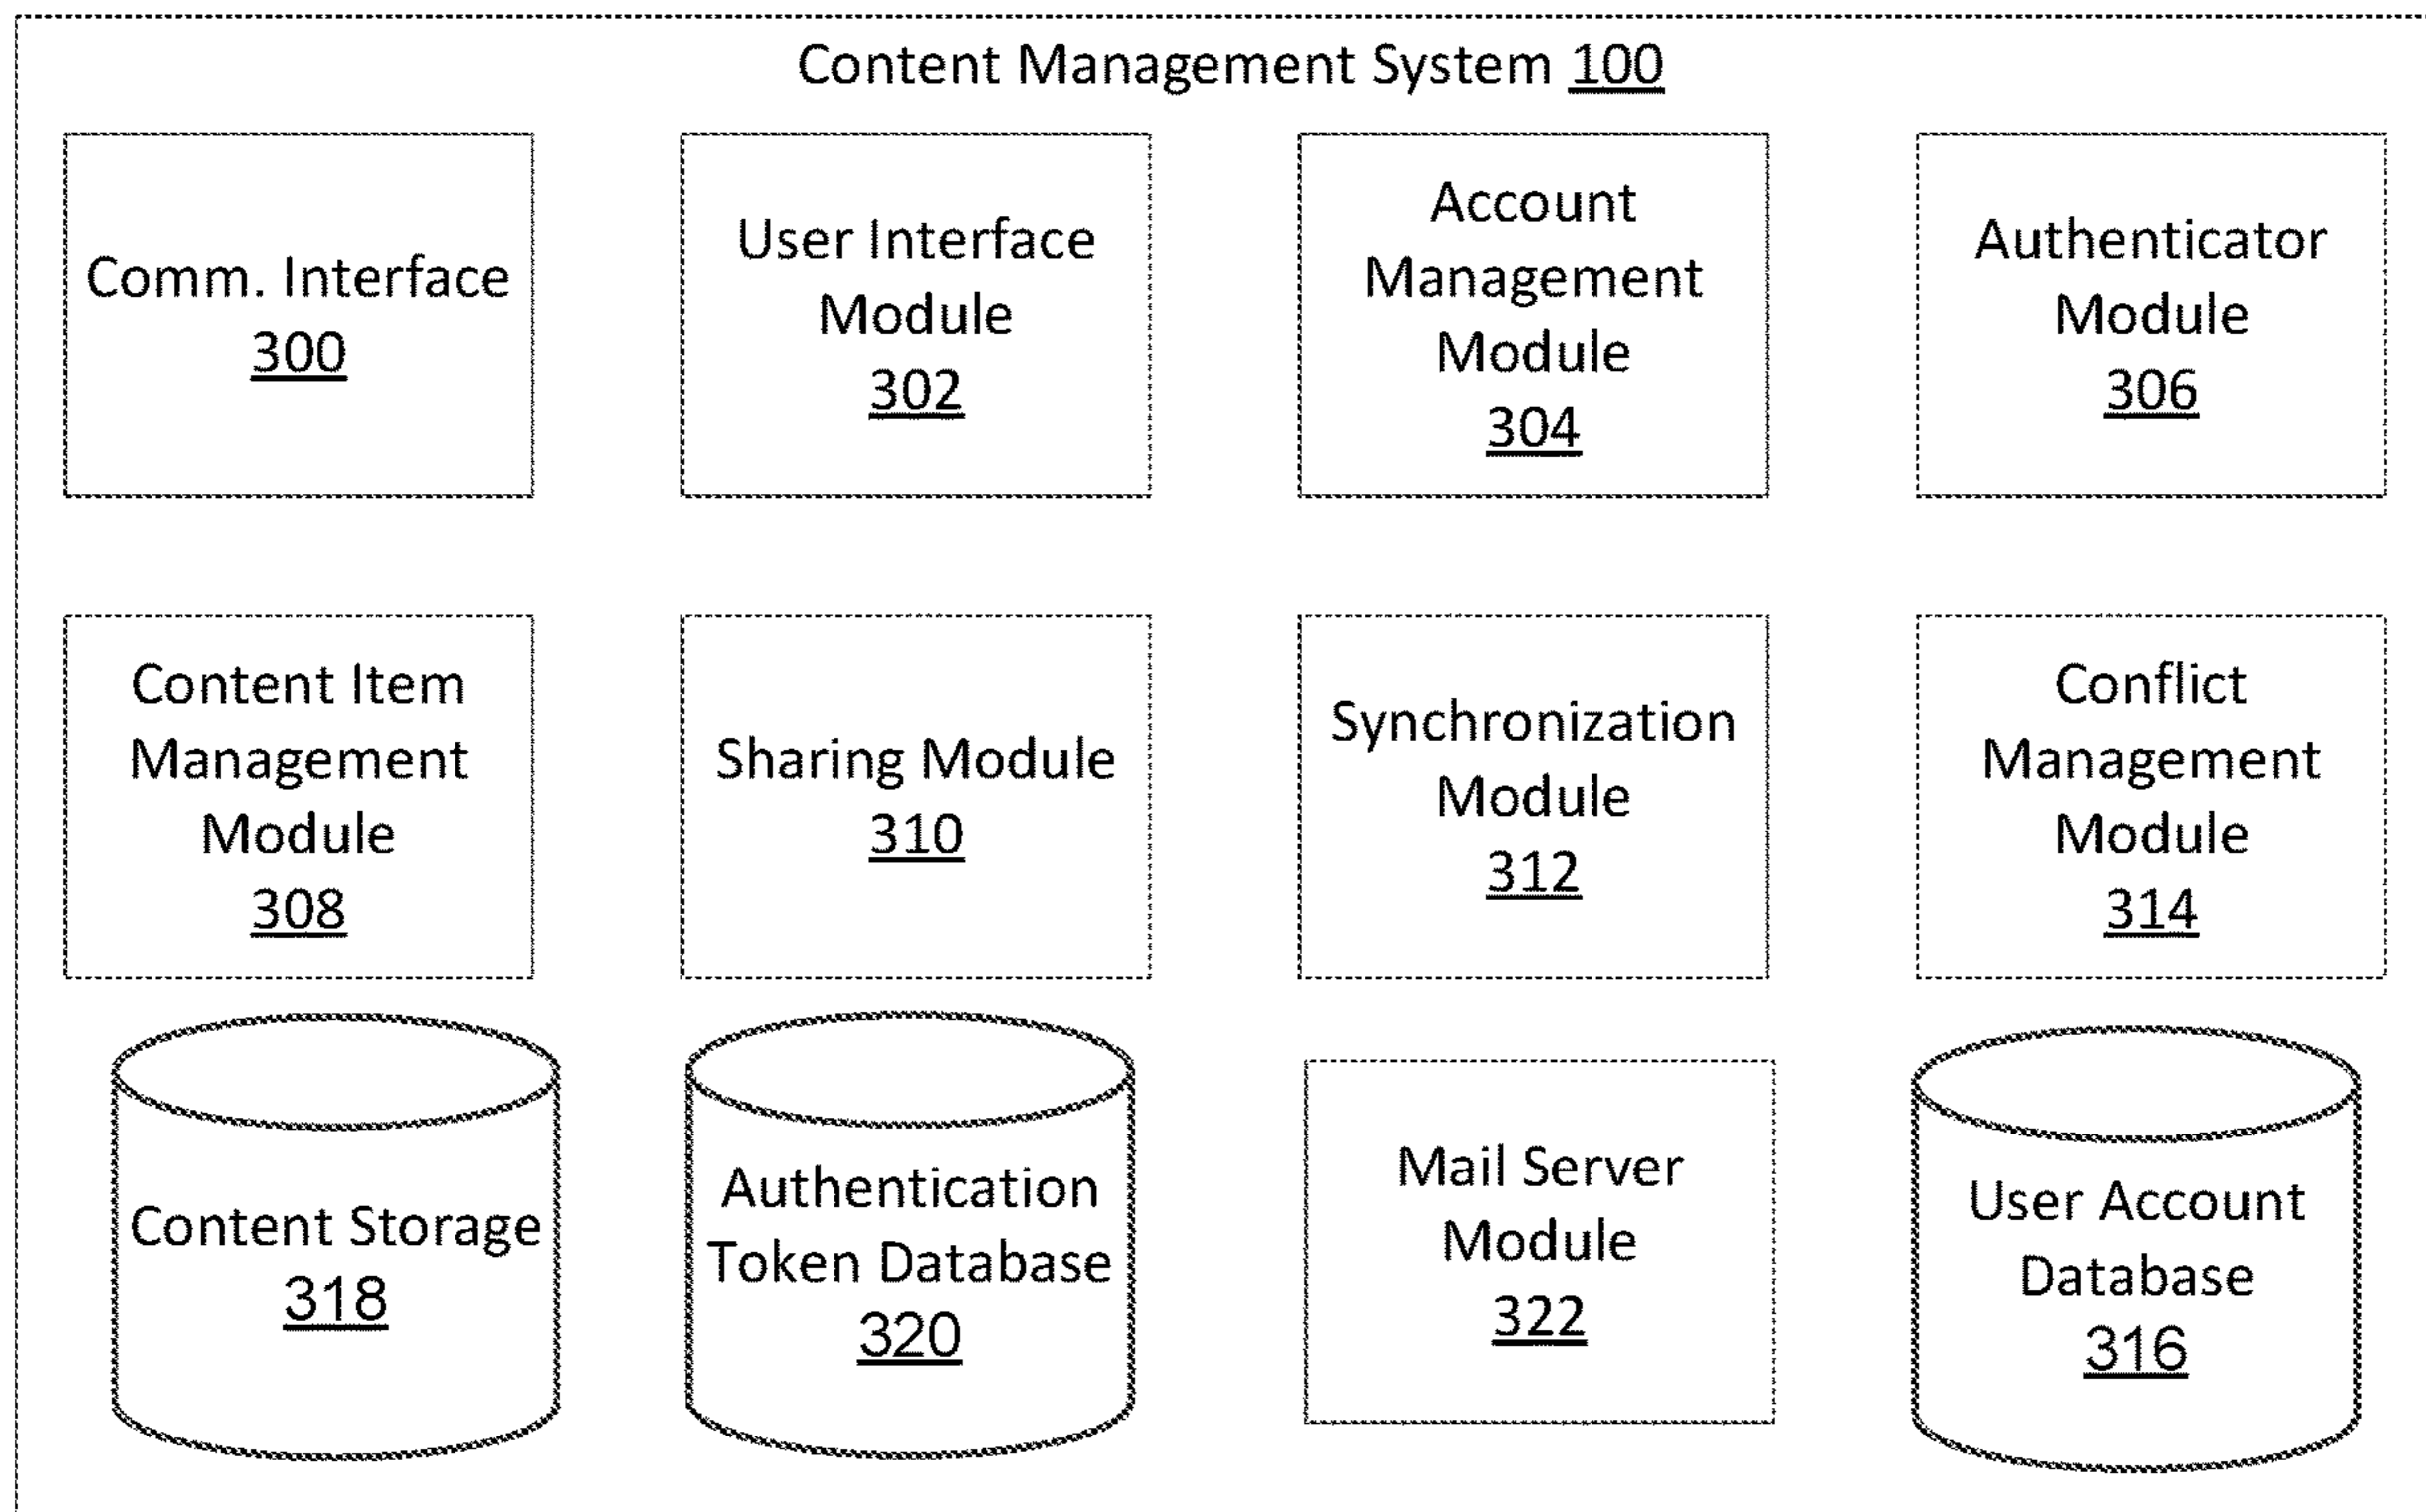 Content Management System 100
Comm. Interface
300
User Interface
Module
302
Account
Management
Module
304
Authenticator
Module
306
Content Item
Management
Module
308
Sharing Module
310
Synchronization
Module
312
Conflict
Management
Module
314
Content Storage
318
Authentication
Token Database
320
Mail Server
Module
322
User Account
Database
316